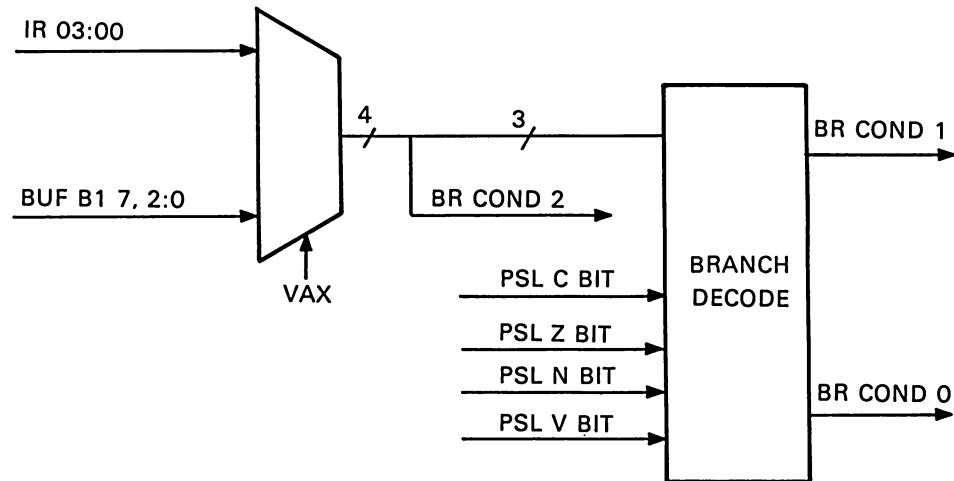 IR 03:00
4
3
BR COND 1
BUF B1 7, 2:0
BR COND 2
VAX
BRANCH
DECODE
PSL C BIT
PSL Z BIT
PSL N BIT
PSL V BIT
BR COND 0